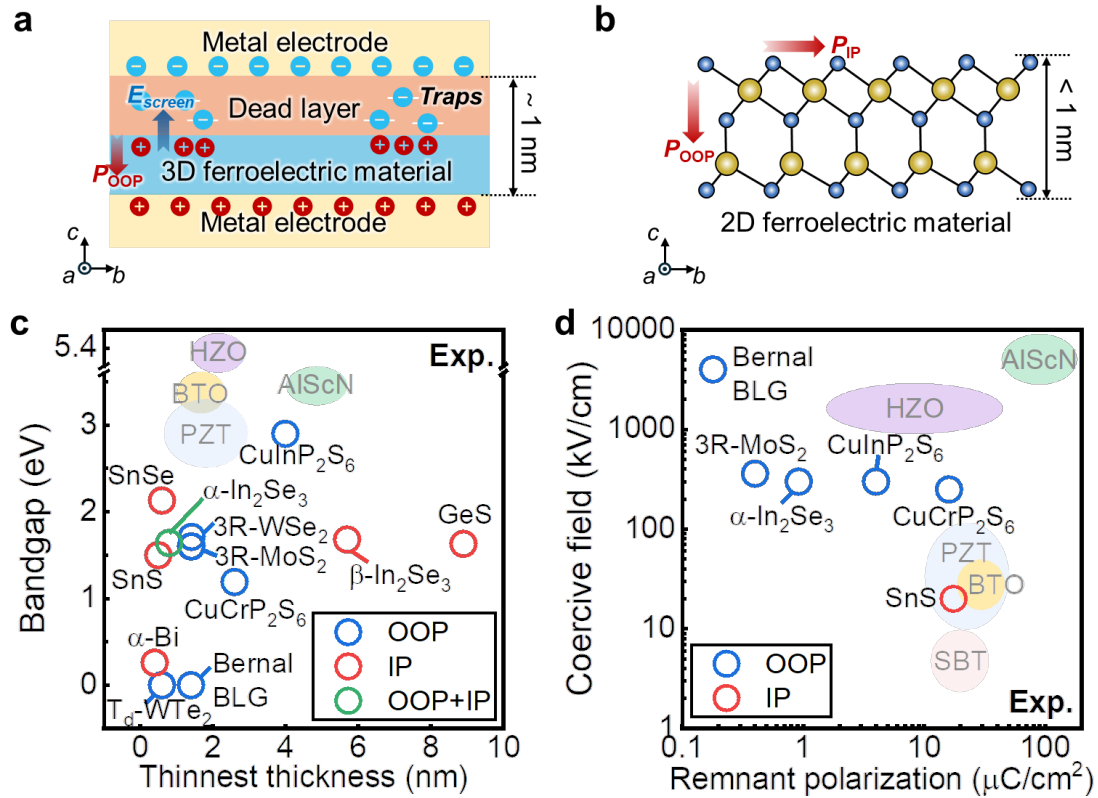 a
Metal electrode
− − − − − − − − −
E_screen
Dead layer
Traps
− − − −
~ 1 nm
P_OOP
+ + + + + +
3D ferroelectric material
+ + + + + + + + +
Metal electrode
c
a
b
b
P_IP
P_OOP
< 1 nm
2D ferroelectric material
c
a
b
c
Exp.
Bandgap (eV)
5.4
3
2
1
0
HZO
BTO
AlScN
PZT
CuInP₂S₆
SnSe
α-In₂Se₃
3R-WSe₂
GeS
3R-MoS₂
SnS
β-In₂Se₃
CuCrP₂S₆
α-Bi
Bernal
BLG
T_d-WTe₂
OOP
IP
OOP+IP
0 2 4 6 8 10
Thinnest thickness (nm)
d
Coercive field (kV/cm)
10000
1000
100
10
1
Bernal
BLG
AlScN
HZO
3R-MoS₂
CuInP₂S₆
α-In₂Se₃
CuCrP₂S₆
PZT
BTO
SnS
SBT
OOP
IP
Exp.
0.1 1 10 100
Remnant polarization (μC/cm²)